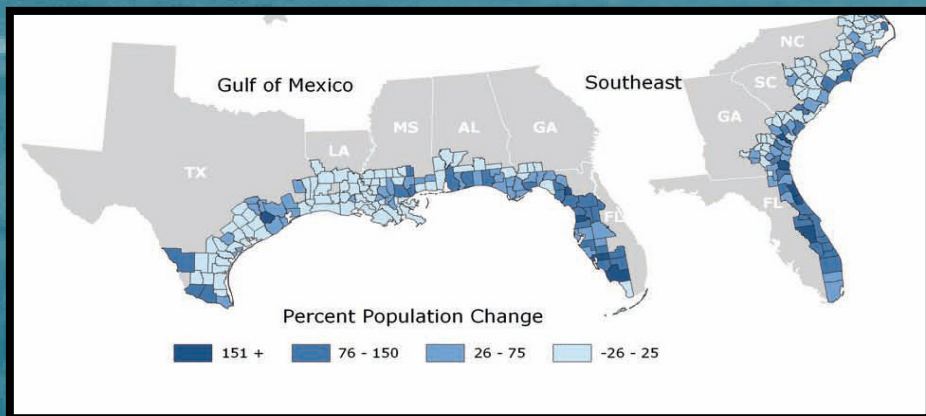 Gulf of Mexico
Southeast
NC
SC
GA
MS
AL
GA
LA
TX
FL
FL
Percent Population Change
151 +
76 - 150
26 - 75
-26 - 25